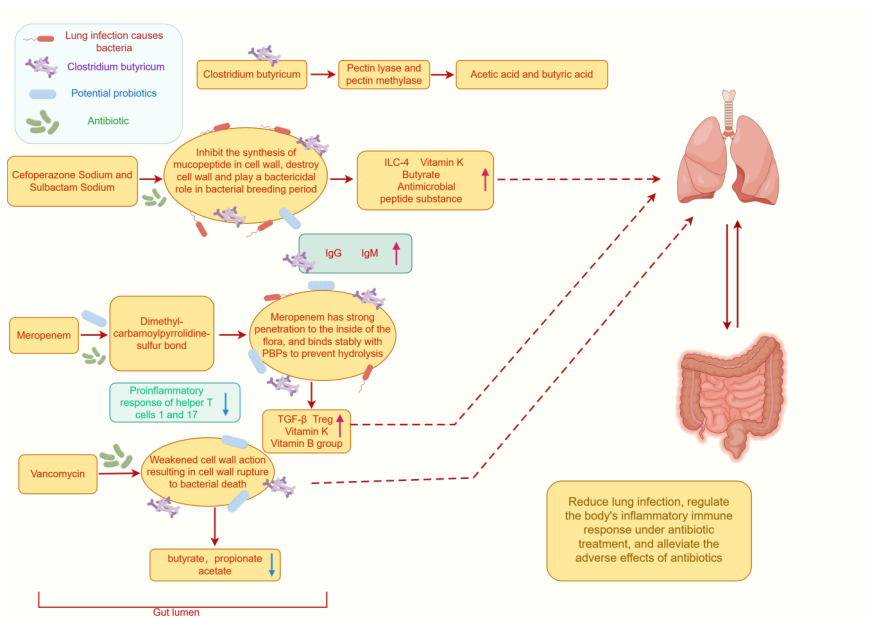 Lung infection causes
bacteria
Clostridium butyricum
Potential probiotics
Antibiotic
Clostridium butyricum
Pectin lyase and
pectin methylase
Acetic acid and butyric acid
Cefoperazone Sodium and
Sulbactam Sodium
Inhibit the synthesis of
mucopeptide in cell wall, destroy
cell wall and play a bactericidal
role in bacterial breeding period
ILC-4 Vitamin K
Butyrate
Antimicrobial
peptide substance
IgG IgM
Meropenem
Dimethyl-
carbamoylpyrrolidine-
sulfur bond
Meropenem has strong
penetration to the inside of the
flora, and binds stably with
PBPs to prevent hydrolysis
Proinflammatory
response of helper T
cells 1 and 17
TGF-β Treg
Vitamin K
Vitamin B group
Vancomycin
Weakened cell wall action
resulting in cell wall rupture
to bacterial death
butyrate, propionate
acetate
Reduce lung infection, regulate
the body's inflammatory immune
response under antibiotic
treatment, and alleviate the
adverse effects of antibiotics
Gut lumen